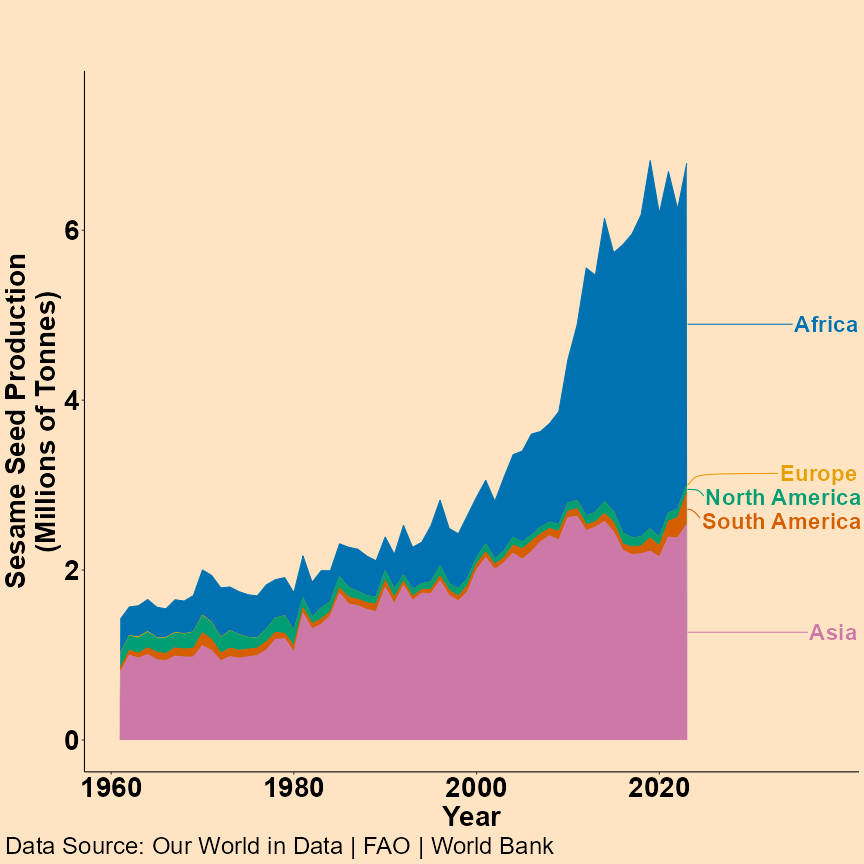 Sesame Seed Production
(Millions of Tonnes)
6
4
2
0
Africa
Europe
North America
South America
Asia
1960 1980 2000 2020
Year
Data Source: Our World in Data | FAO | World Bank